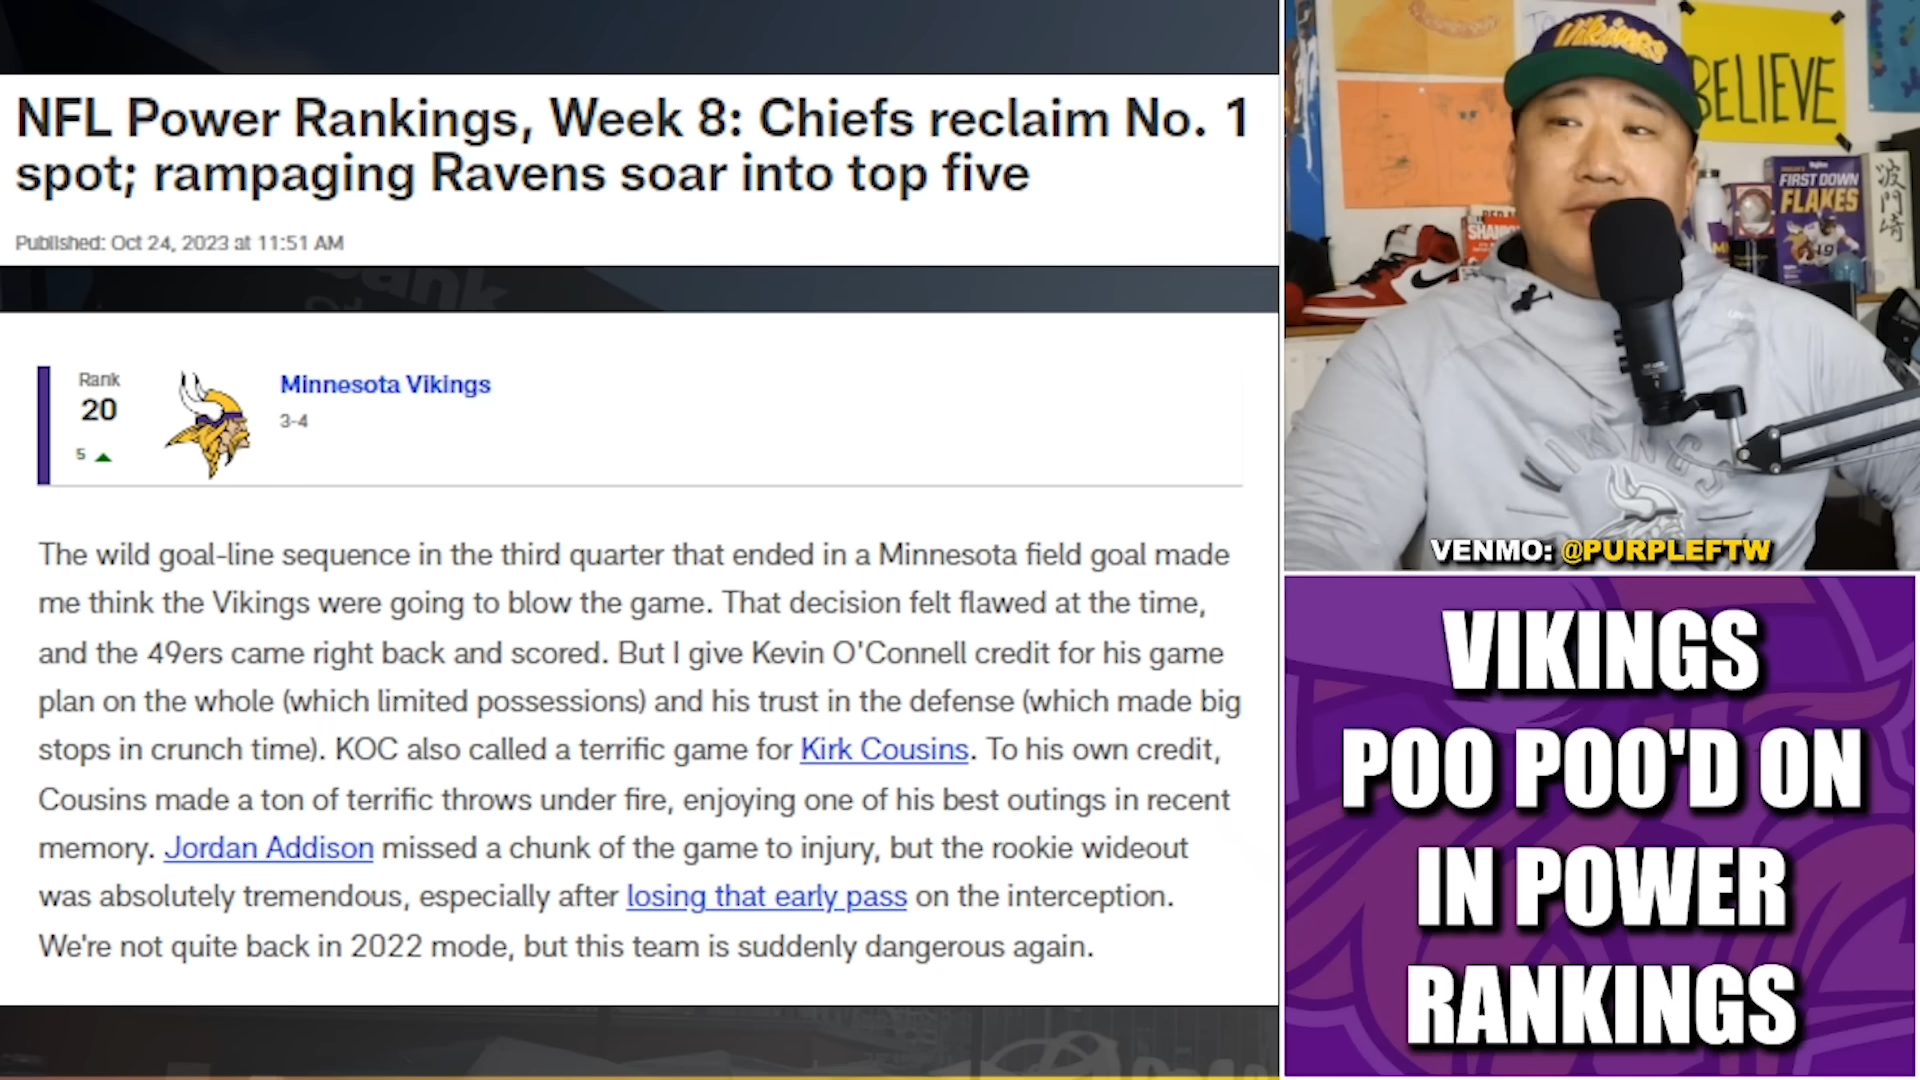 NFL Power Rankings, Week 8: Chiefs reclaim No. 1
spot; rampaging Ravens soar into top five
Published: Oct 24, 2023 at 11:51 AM
Rank
20
5
Minnesota Vikings
3-4
The wild goal-line sequence in the third quarter that ended in a Minnesota field goal made
me think the Vikings were going to blow the game. That decision felt flawed at the time,
and the 49ers came right back and scored. But I give Kevin O'Connell credit for his game
plan on the whole (which limited possessions) and his trust in the defense (which made big
stops in crunch time). KOC also called a terrific game for Kirk Cousins. To his own credit,
Cousins made a ton of terrific throws under fire, enjoying one of his best outings in recent
memory. Jordan Addison missed a chunk of the game to injury, but the rookie wideout
was absolutely tremendous, especially after losing that early pass on the interception.
We're not quite back in 2022 mode, but this team is suddenly dangerous again.
Vikings
BELIEVE
FIRST DOWN
FLAKES
波門崎
VIKINGS
VENMO: @PURPLEFTW
VIKINGS
POO POO'D ON
IN POWER
RANKINGS